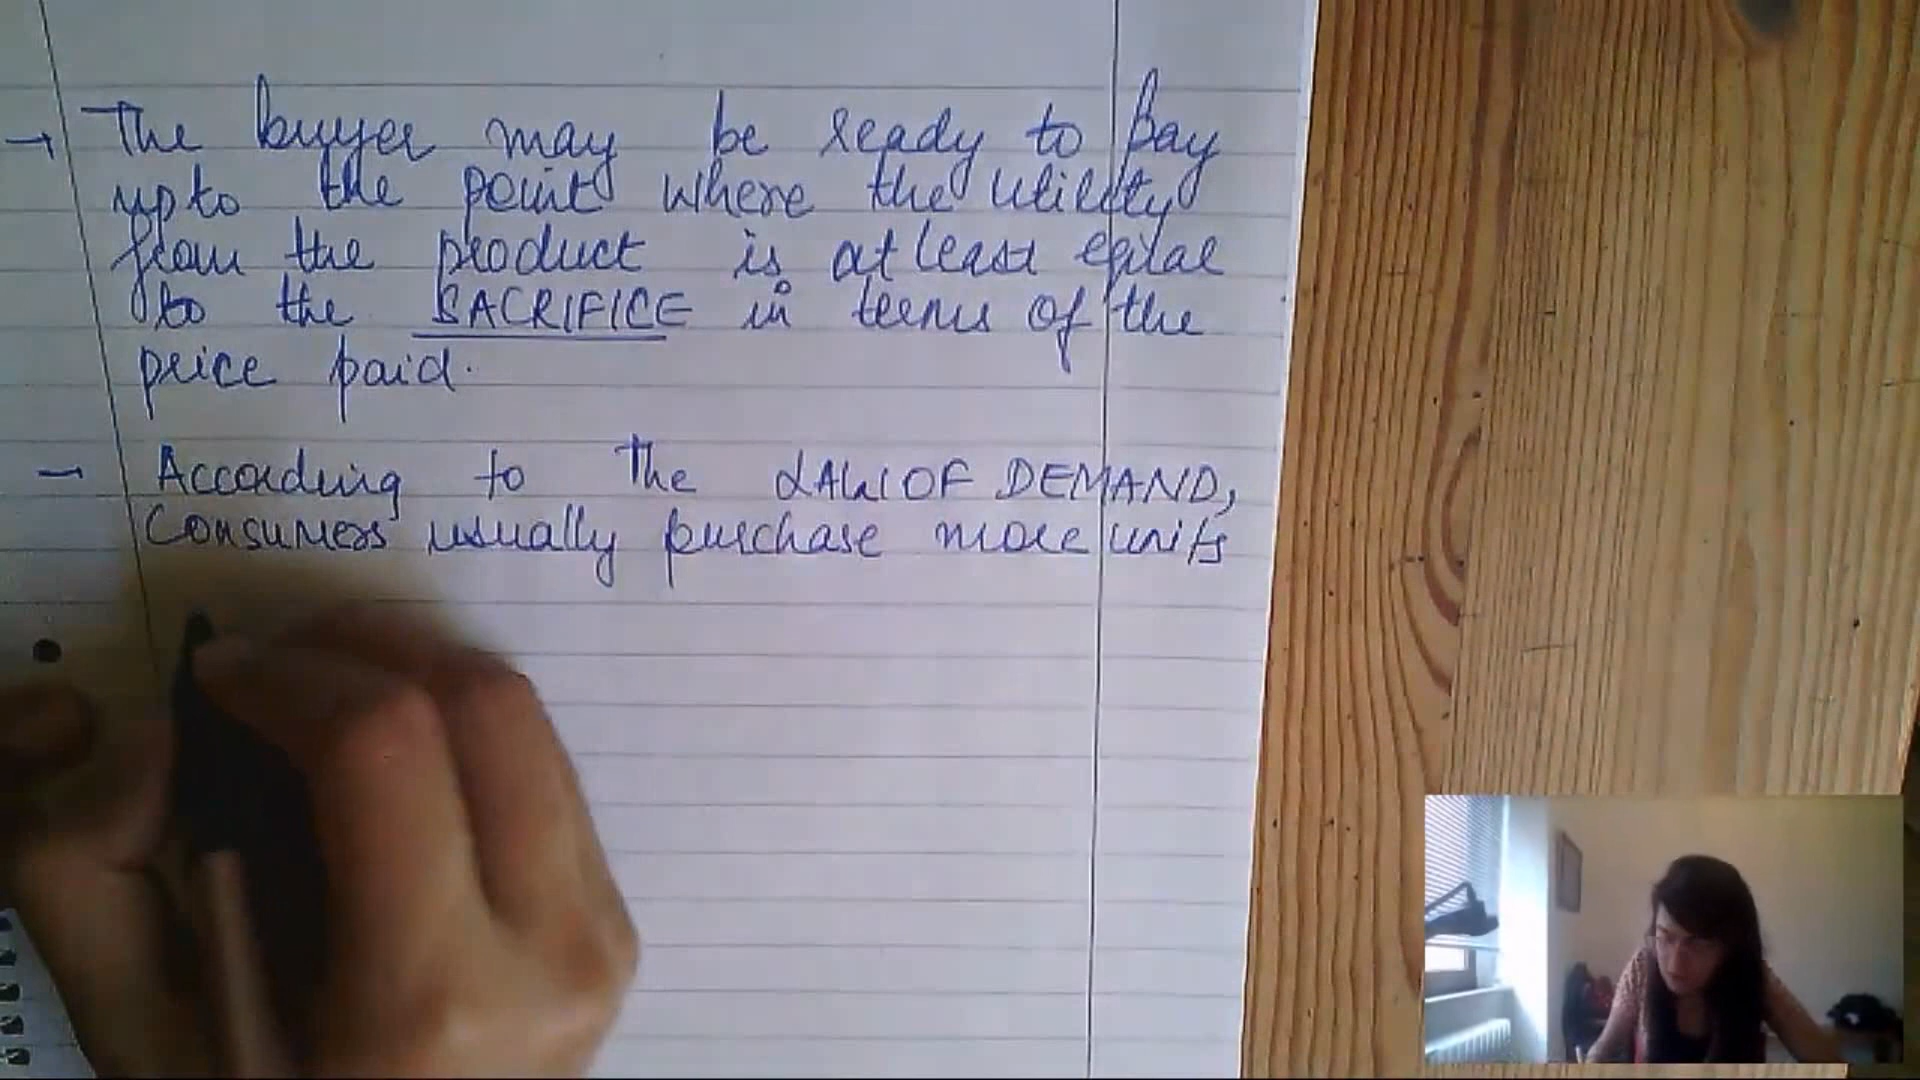 → The buyer may be ready to pay
upto the point where the utility
from the product is at least equal
to the SACRIFICE in terms of the
price paid.
– According to the LAW OF DEMAND,
Consumers usually purchase more units